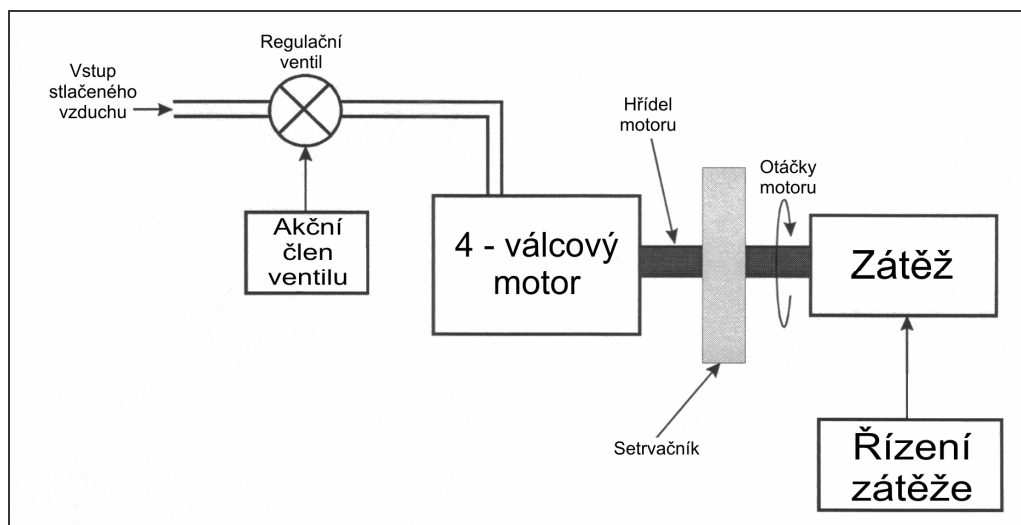 Regulační
ventil
Vstup
stlačeného
vzduchu
Akční
člen
ventilu
4 - válcový
motor
Hřídel
motoru
Otáčky
motoru
Zátěž
Setrvačník
Řízení
zátěže